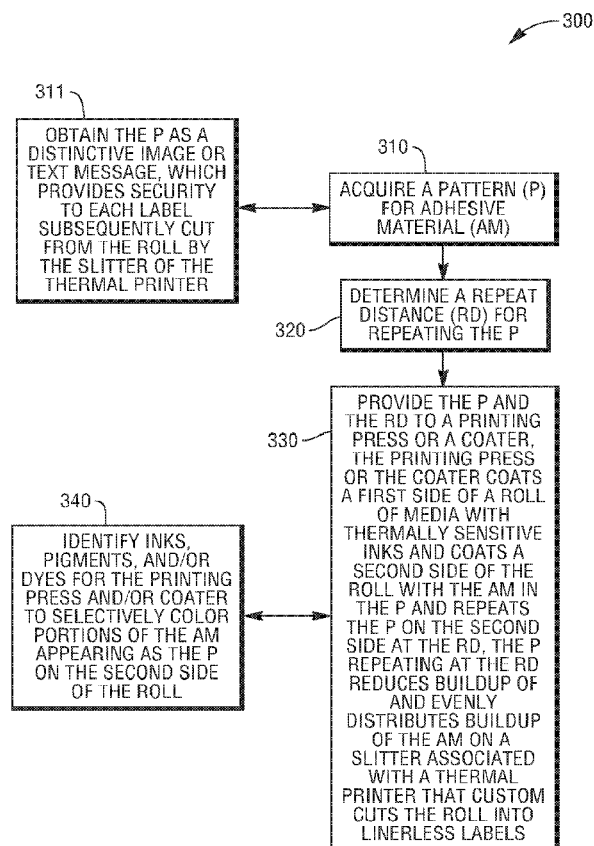 300
311
OBTAIN THE P AS A
DISTINCTIVE IMAGE OR
TEXT MESSAGE, WHICH
PROVIDES SECURITY
TO EACH LABEL
SUBSEQUENTLY CUT
FROM THE ROLL BY
THE SLITTER OF THE
THERMAL PRINTER
310
ACQUIRE A PATTERN (P)
FOR ADHESIVE
MATERIAL (AM)
320
DETERMINE A REPEAT
DISTANCE (RD) FOR
REPEATING THE P
330
PROVIDE THE P AND
THE RD TO A PRINTING
PRESS OR A COATER,
THE PRINTING PRESS
OR THE COATER COATS
A FIRST SIDE OF A ROLL
OF MEDIA WITH
THERMALLY SENSITIVE
INKS AND COATS A
SECOND SIDE OF THE
ROLL WITH THE AM IN
THE P AND REPEATS
THE P ON THE SECOND
SIDE AT THE RD, THE P
REPEATING AT THE RD
REDUCES BUILDUP OF
AND EVENLY
DISTRIBUTES BUILDUP
OF THE AM ON A
SLITTER ASSOCIATED
WITH A THERMAL
PRINTER THAT CUSTOM
CUTS THE ROLL INTO
LINERLESS LABELS
340
IDENTIFY INKS,
PIGMENTS, AND/OR
DYES FOR THE PRINTING
PRESS AND/OR COATER
TO SELECTIVELY COLOR
PORTIONS OF THE AM
APPEARING AS THE P
ON THE SECOND SIDE
OF THE ROLL